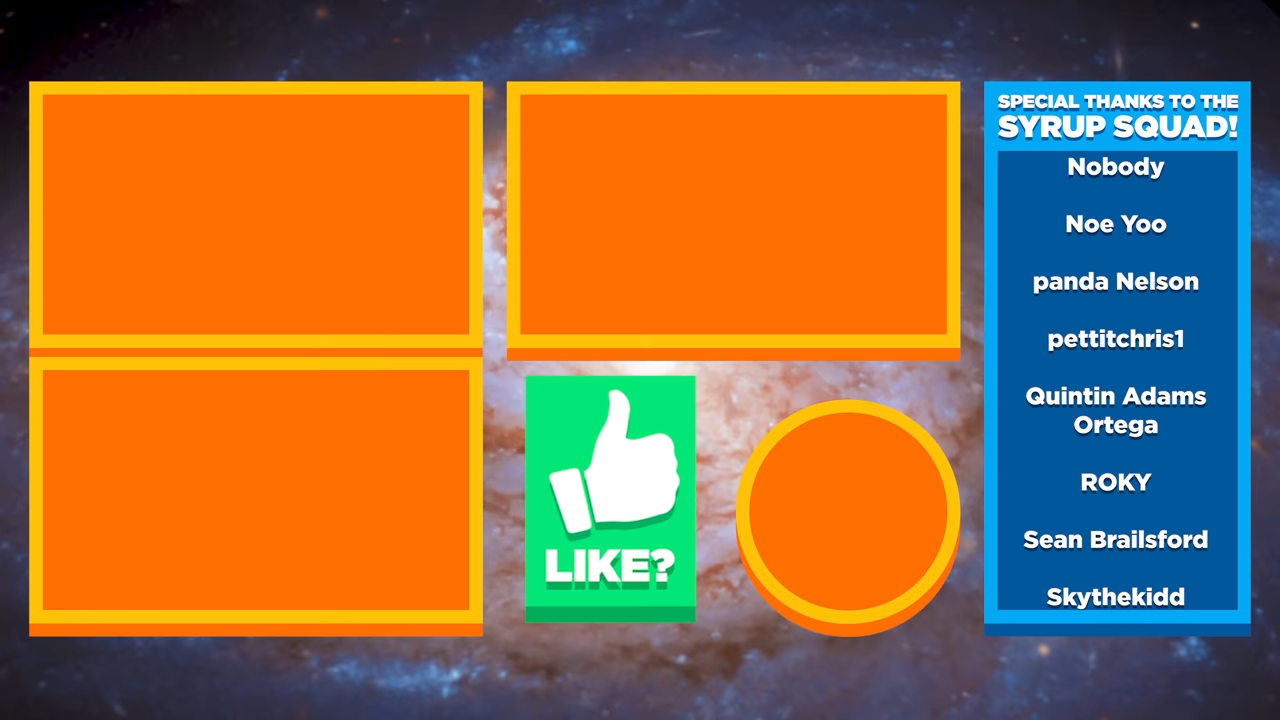 SPECIAL THANKS TO THE
SYRUP SQUAD!
Nobody
Noe Yoo
panda Nelson
pettitchris1
Quintin Adams
Ortega
ROKY
Sean Brailsford
Skythekidd
LIKE?